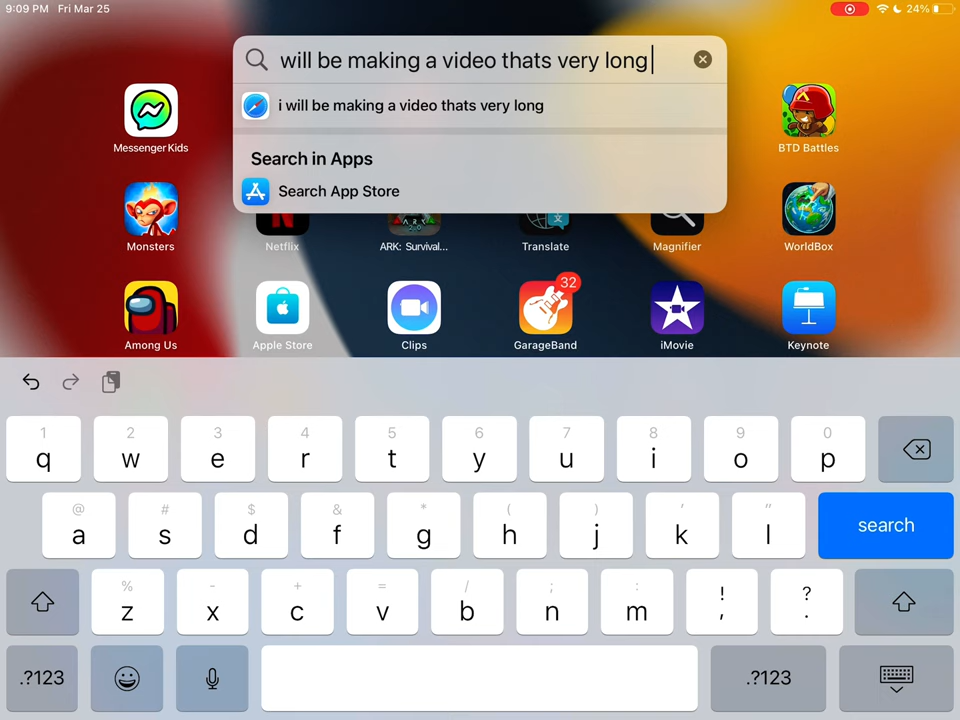 9:09 PM Fri Mar 25
24%
will be making a video thats very long
i will be making a video thats very long
Search in Apps
Search App Store
Messenger Kids
BTD Battles
Monsters
Netflix
ARK: Survival...
Translate
Magnifier
WorldBox
32
Among Us
Apple Store
Clips
GarageBand
iMovie
Keynote
1 2 3 4 5 6 7 8 9 0
q w e r t y u i o p
@ # $ & * ( ) ' "
a s d f g h j k l search
% - + = / ; : ! ?
z x c v b n m , .
.?123 .?123